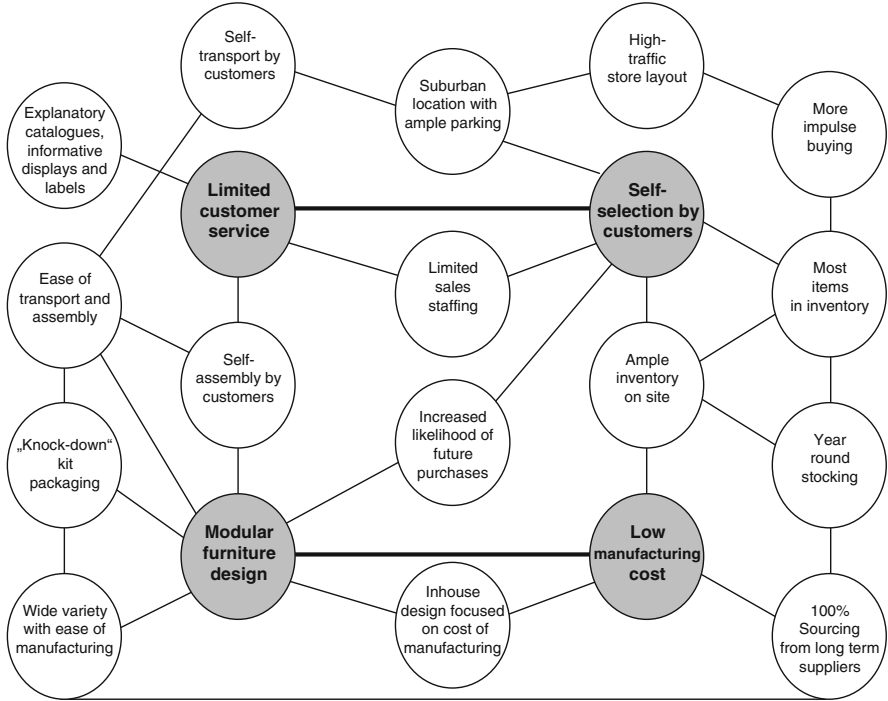 Self-
transport by
customers
High-
traffic
store layout
Suburban
location with
ample parking
Explanatory
catalogues,
informative
displays and
labels
More
impulse
buying
Limited
customer
service
Self-
selection by
customers
Ease of
transport and
assembly
Limited
sales
staffing
Most
items
in inventory
Self-
assembly by
customers
Ample
inventory
on site
Increased
likelihood of
future
purchases
„Knock-down“
kit
packaging
Year
round
stocking
Modular
furniture
design
Low
manufacturing
cost
Wide variety
with ease of
manufacturing
Inhouse
design focused
on cost of
manufacturing
100%
Sourcing
from long term
suppliers